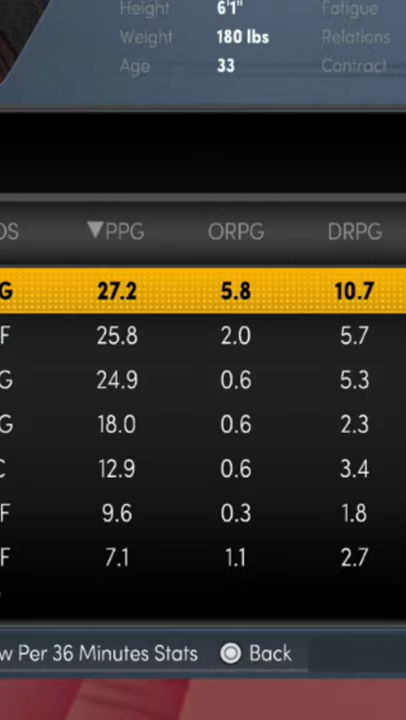 Height 6'1" Fatigue
Weight 180 lbs Relations
Age 33 Contract
OS ▼PPG ORPG DRPG
G 27.2 5.8 10.7
F 25.8 2.0 5.7
G 24.9 0.6 5.3
G 18.0 0.6 2.3
C 12.9 0.6 3.4
F 9.6 0.3 1.8
F 7.1 1.1 2.7
w Per 36 Minutes Stats Back